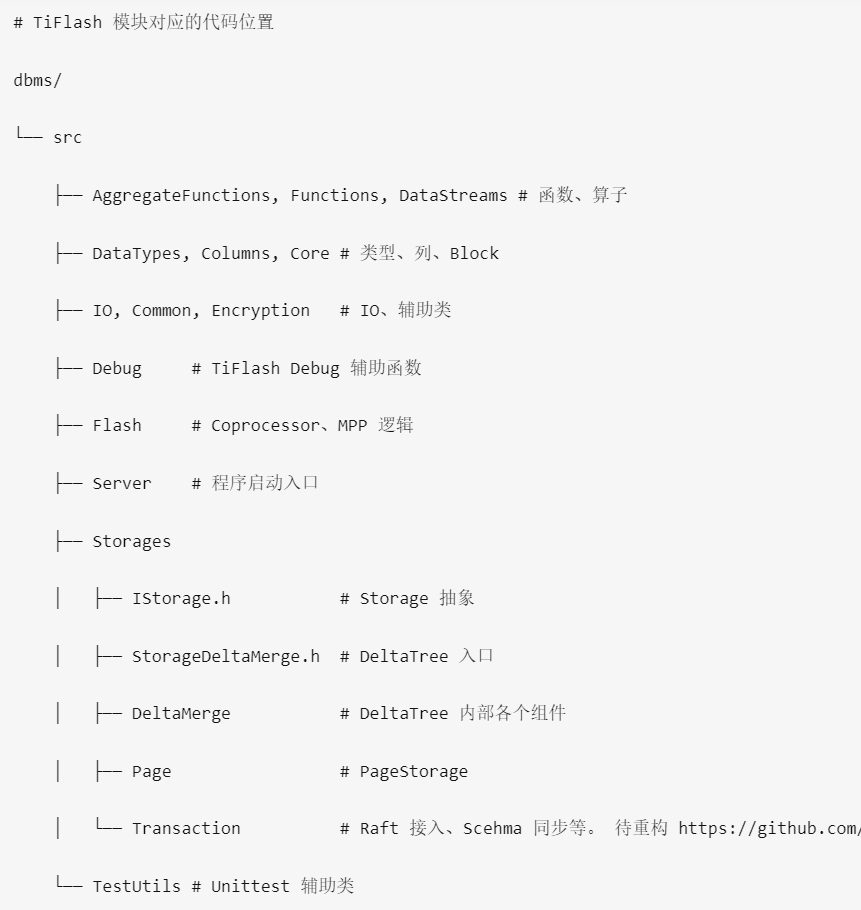 # TiFlash 模块对应的代码位置
dbms/
└── src
    ├── AggregateFunctions, Functions, DataStreams # 函数、算子
    ├── DataTypes, Columns, Core # 类型、列、Block
    ├── IO, Common, Encryption   # IO、辅助类
    ├── Debug     # TiFlash Debug 辅助函数
    ├── Flash     # Coprocessor、MPP 逻辑
    ├── Server    # 程序启动入口
    ├── Storages
    │   ├── IStorage.h           # Storage 抽象
    │   ├── StorageDeltaMerge.h  # DeltaTree 入口
    │   ├── DeltaMerge           # DeltaTree 内部各个组件
    │   ├── Page                 # PageStorage
    │   └── Transaction          # Raft 接入、Scehma 同步等。 待重构 https://github.com/
    └── TestUtils # Unittest 辅助类